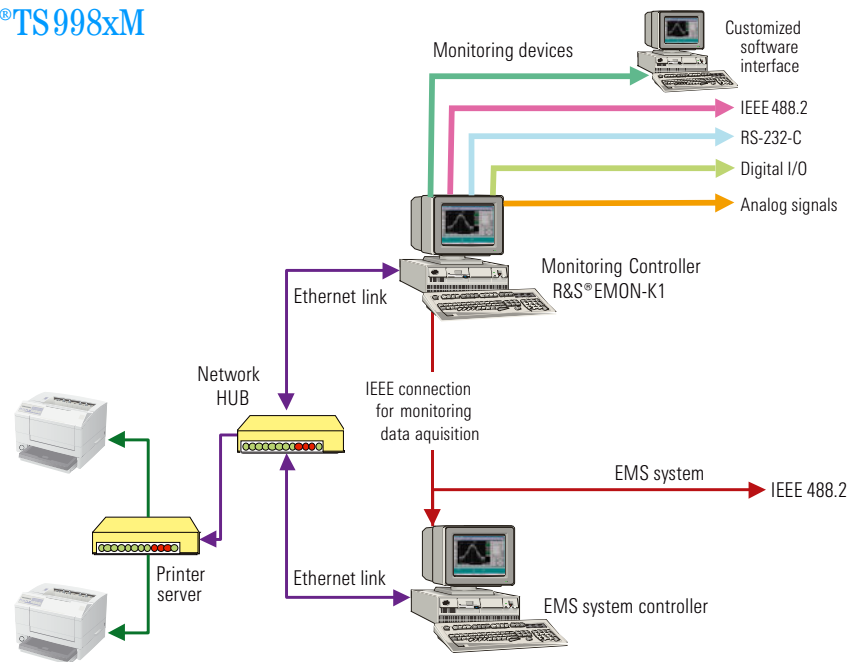 ®TS 998xM
Monitoring devices
Customized
software
interface
IEEE 488.2
RS-232-C
Digital I/O
Analog signals
Monitoring Controller
R&S®EMON-K1
Ethernet link
Network
HUB
IEEE connection
for monitoring
data aquisition
EMS system
IEEE 488.2
Printer
server
Ethernet link
EMS system controller